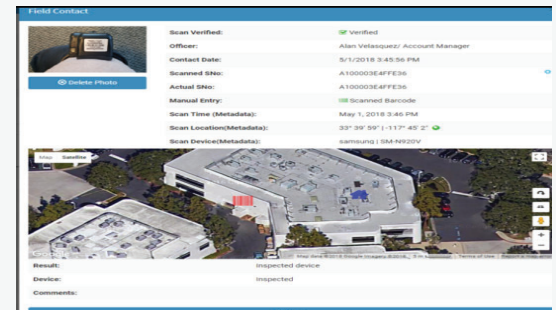 Field Contact
Scan Verified: Verified
Officer: Alan Velasquez/ Account Manager
Contact Date: 5/1/2018 3:45:56 PM
Delete Photo
Scanned SNo: A100003E4FFE36
Actual SNo: A100003E4FFE36
Manual Entry: Scanned Barcode
Scan Time (Metadata): May 1, 2018 3:46 PM
Scan Location(Metadata): 33° 39' 59" | -117° 45' 2"
Scan Device(Metadata): samsung | SM-N920V
Map Satellite
Terms of Use
Result: Inspected device
Device: Inspected
Comments: